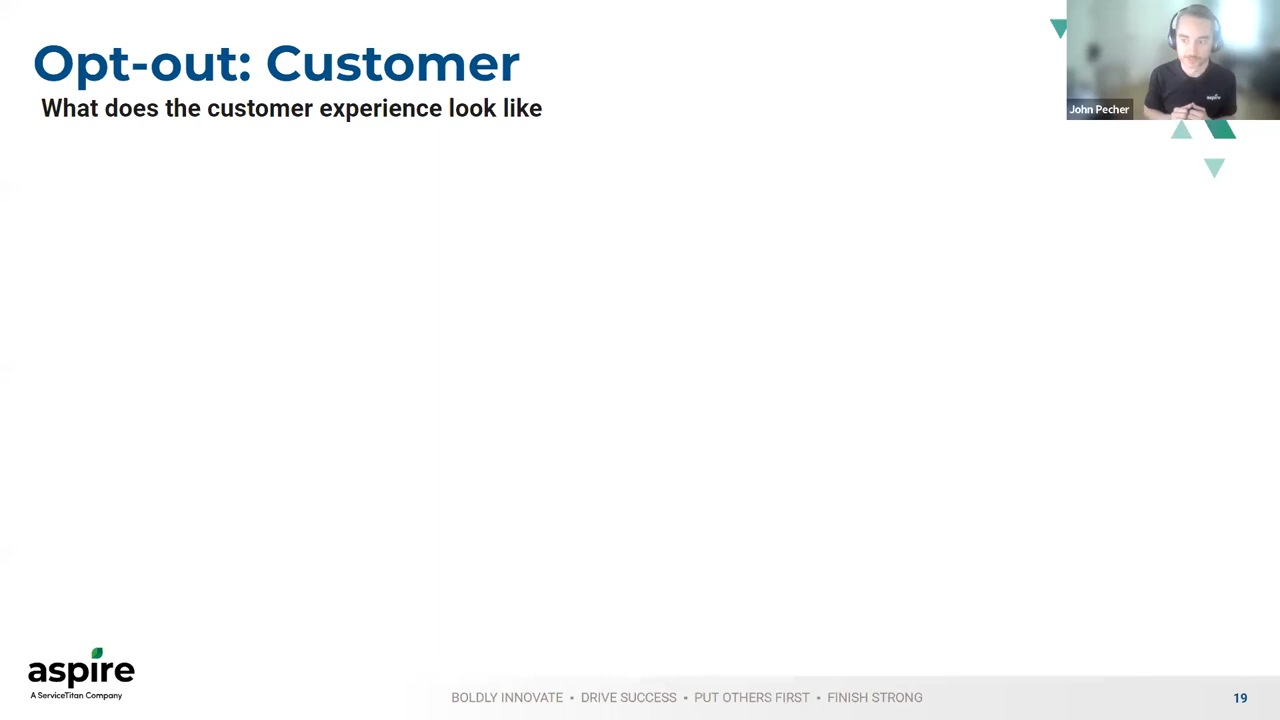 Opt-out: Customer
What does the customer experience look like
John Pecher
aspire
aspire
A ServiceTitan Company
BOLDLY INNOVATE • DRIVE SUCCESS • PUT OTHERS FIRST • FINISH STRONG
19